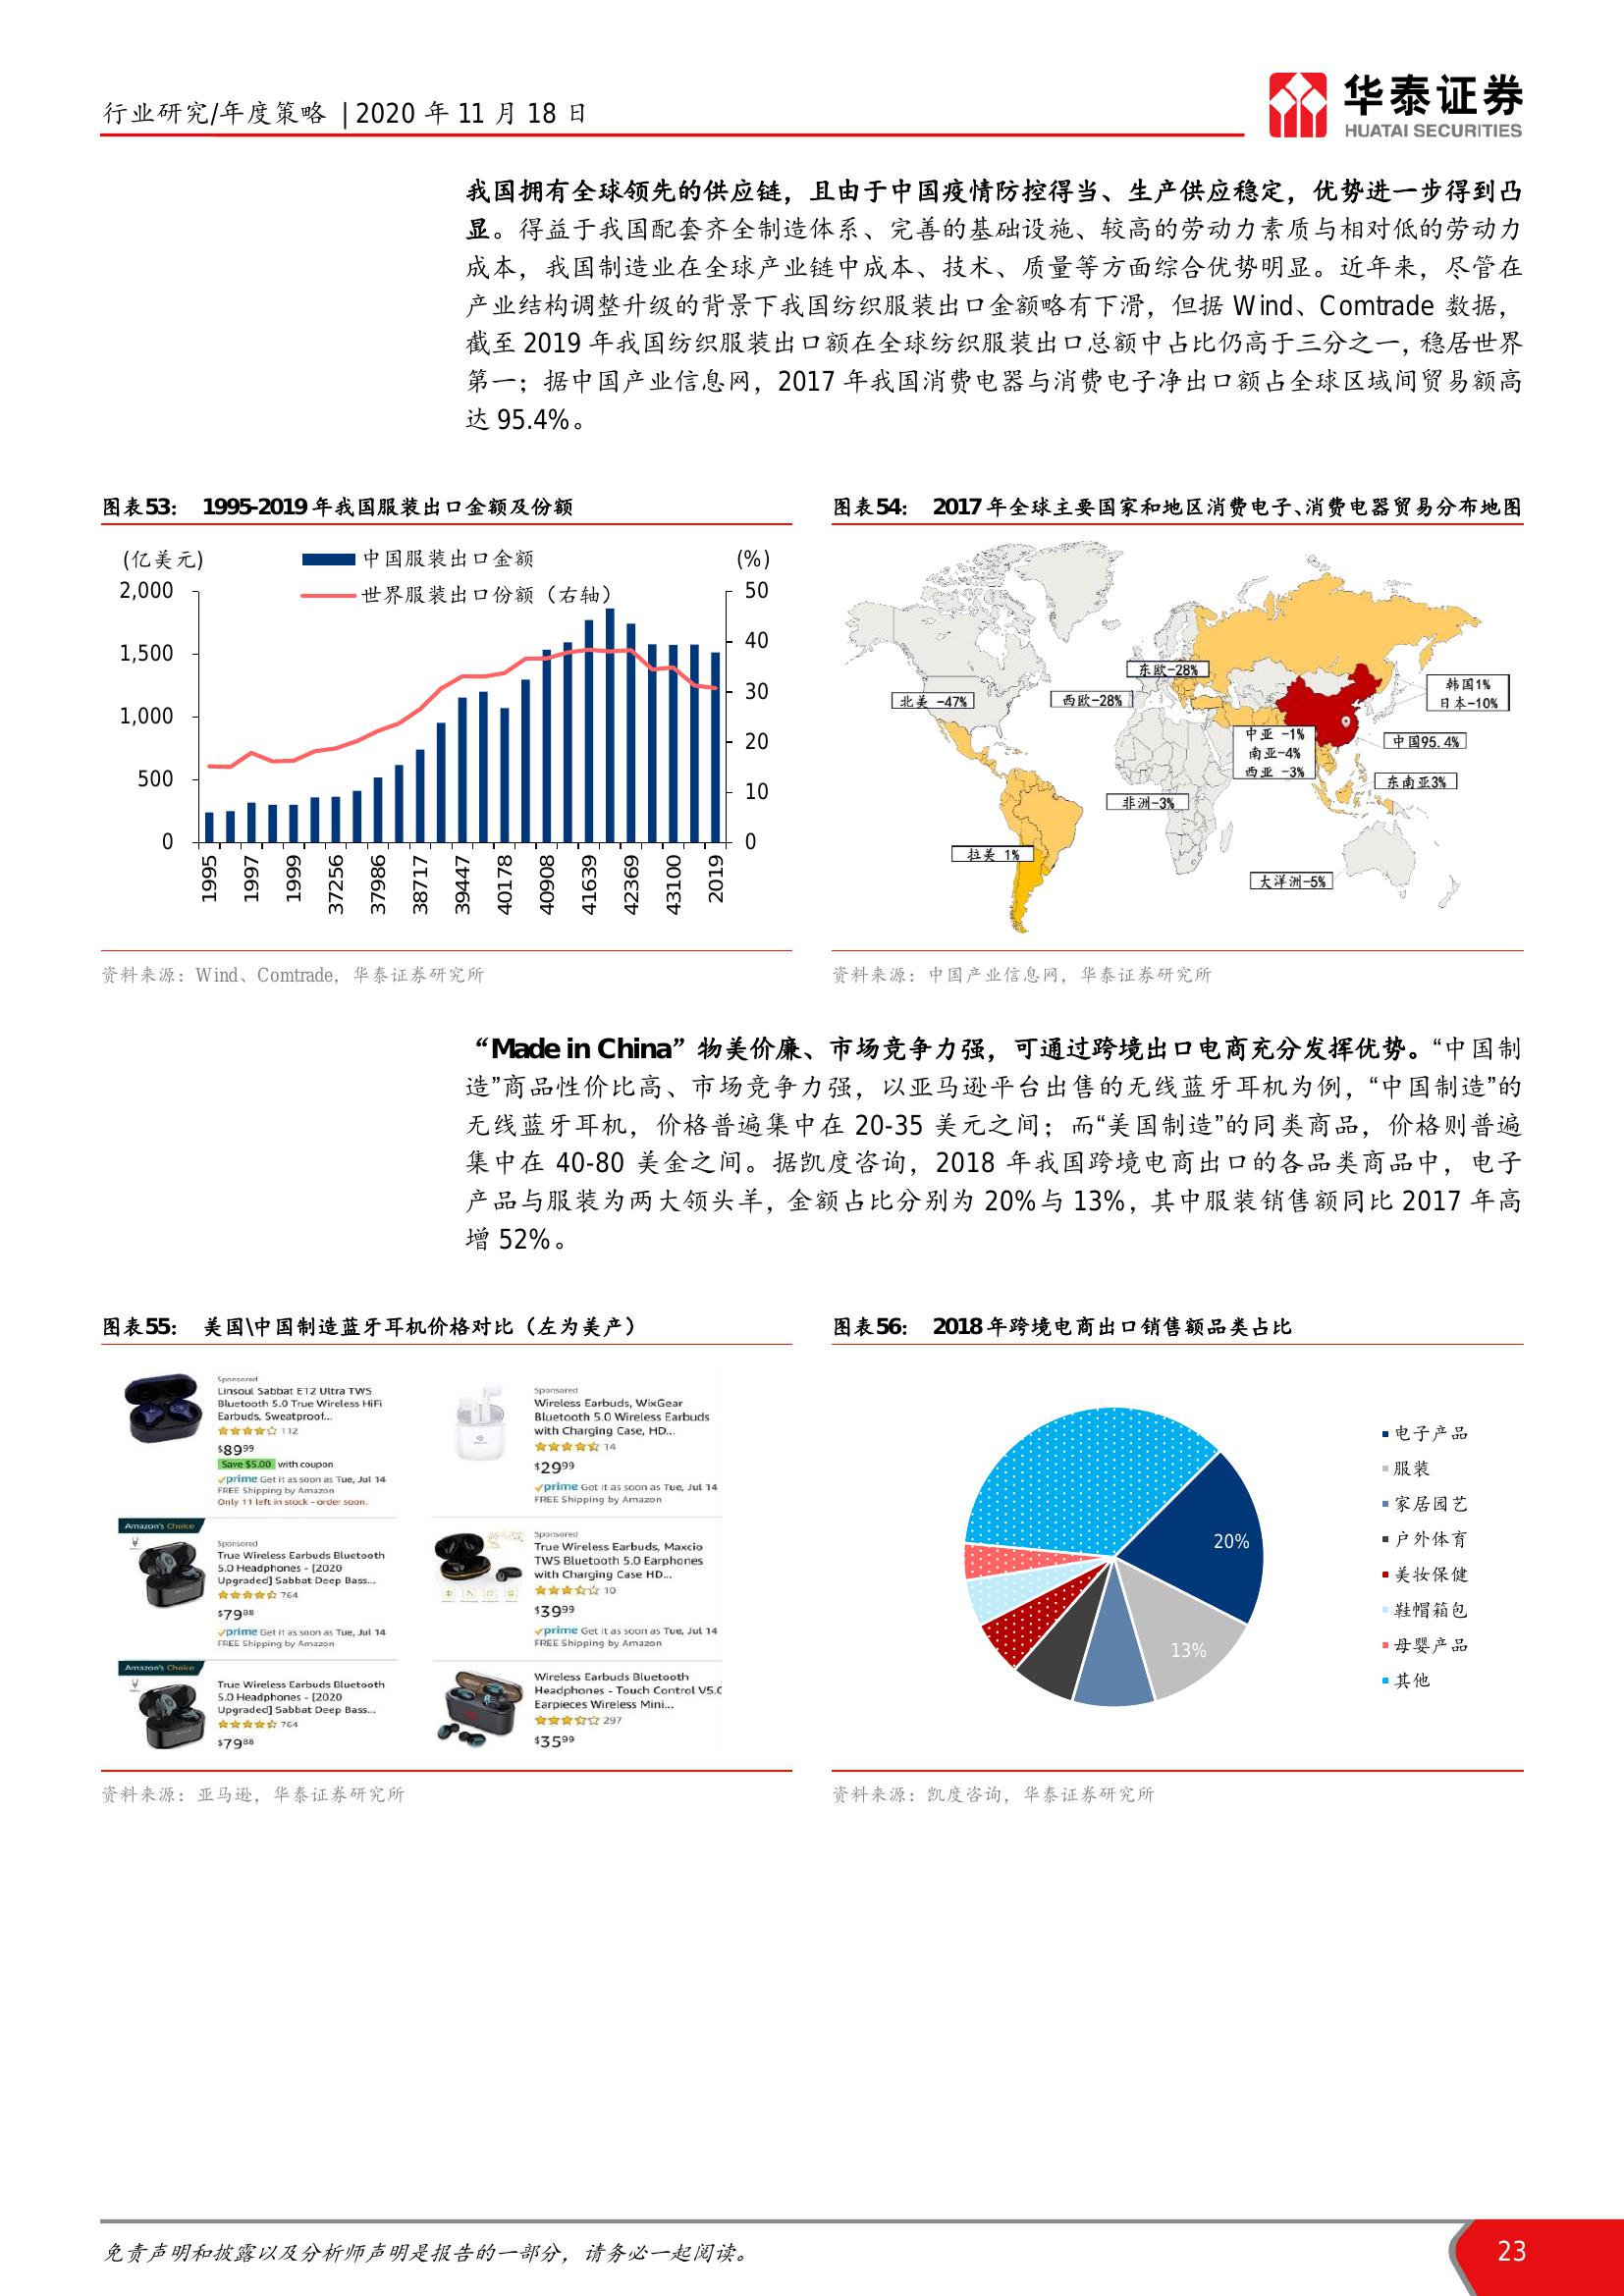 行业研究/年度策略 | 2020 年 11 月 18 日
华泰证券
HUATAI SECURITIES
我国拥有全球领先的供应链，且由于中国疫情防控得当、生产供应稳定，优势进一步得到凸
显。得益于我国配套齐全制造体系、完善的基础设施、较高的劳动力素质与相对低的劳动力
成本，我国制造业在全球产业链中成本、技术、质量等方面综合优势明显。近年来，尽管在
产业结构调整升级的背景下我国纺织服装出口金额略有下滑，但据 Wind、Comtrade 数据，
截至 2019 年我国纺织服装出口额在全球纺织服装出口总额中占比仍高于三分之一，稳居世界
第一；据中国产业信息网，2017 年我国消费电器与消费电子净出口额占全球区域间贸易额高
达 95.4%。
图表53： 1995-2019 年我国服装出口金额及份额
(亿美元)
中国服装出口金额
世界服装出口份额（右轴）
(%)
2,000
1,500
1,000
500
0
50
40
30
20
10
0
1995
1997
1999
37256
37986
38717
39447
40178
40908
41639
42369
43100
2019
资料来源：Wind、Comtrade，华泰证券研究所
图表54： 2017 年全球主要国家和地区消费电子、消费电器贸易分布地图
东欧-28%
北美 -47%
西欧-28%
韩国1%
日本-10%
中亚 -1%
南亚-4%
西亚 -3%
中国95.4%
东南亚3%
非洲-3%
拉美 1%
大洋洲-5%
资料来源：中国产业信息网，华泰证券研究所
“Made in China”物美价廉、市场竞争力强，可通过跨境出口电商充分发挥优势。“中国制
造”商品性价比高、市场竞争力强，以亚马逊平台出售的无线蓝牙耳机为例，“中国制造”的
无线蓝牙耳机，价格普遍集中在 20-35 美元之间；而“美国制造”的同类商品，价格则普遍
集中在 40-80 美金之间。据凯度咨询，2018 年我国跨境电商出口的各品类商品中，电子
产品与服装为两大领头羊，金额占比分别为 20%与 13%，其中服装销售额同比 2017 年高
增 52%。
图表55： 美国\中国制造蓝牙耳机价格对比（左为美产）
Sponsored
Linsoul Sabbat E12 Ultra TWS
Bluetooth 5.0 True Wireless HiFi
Earbuds, Sweatproof...
112
$89⁹⁹
Save $5.00 with coupon
prime Get it as soon as Tue, Jul 14
FREE Shipping by Amazon
Only 11 left in stock - order soon.
Amazon's Choice
Sponsored
True Wireless Earbuds Bluetooth
5.0 Headphones - [2020
Upgraded] Sabbat Deep Bass...
764
$79⁸⁸
prime Get it as soon as Tue, Jul 14
FREE Shipping by Amazon
Amazon's Choice
True Wireless Earbuds Bluetooth
5.0 Headphones - [2020
Upgraded] Sabbat Deep Bass...
764
$79⁸⁸
Sponsored
Wireless Earbuds, WixGear
Bluetooth 5.0 Wireless Earbuds
with Charging Case, HD...
14
$29⁹⁹
prime Get it as soon as Tue, Jul 14
FREE Shipping by Amazon
Sponsored
True Wireless Earbuds, Maxcio
TWS Bluetooth 5.0 Earphones
with Charging Case HD...
10
$39⁹⁹
prime Get it as soon as Tue, Jul 14
FREE Shipping by Amazon
Wireless Earbuds Bluetooth
Headphones - Touch Control V5.0
Earpieces Wireless Mini...
297
$35⁹⁹
资料来源：亚马逊，华泰证券研究所
图表56： 2018 年跨境电商出口销售额品类占比
20%
13%
电子产品
服装
家居园艺
户外体育
美妆保健
鞋帽箱包
母婴产品
其他
资料来源：凯度咨询，华泰证券研究所
免责声明和披露以及分析师声明是报告的一部分，请务必一起阅读。
23